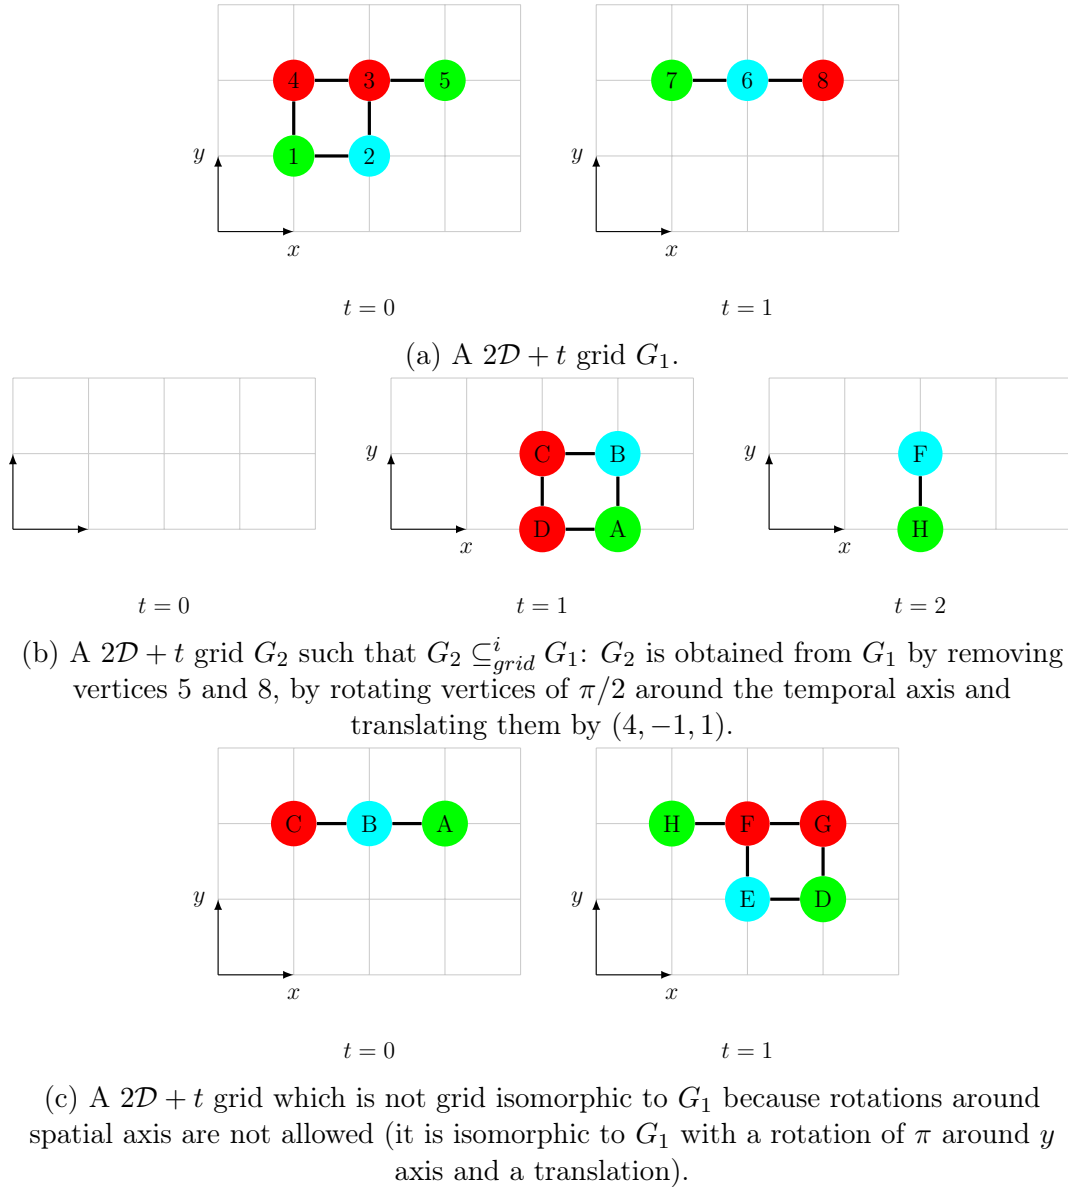 4 3 5 7 6 8
y 1 2 y
x x
t = 0 t = 1
(a) A 2𝒟 + t grid G₁.
y C B y F
D A H
x x
t = 0 t = 1 t = 2
(b) A 2𝒟 + t grid G₂ such that G₂ ⊆ⁱ_grid G₁: G₂ is obtained from G₁ by removing
vertices 5 and 8, by rotating vertices of π/2 around the temporal axis and
translating them by (4, −1, 1).
C B A H F G
y y E D
x x
t = 0 t = 1
(c) A 2𝒟 + t grid which is not grid isomorphic to G₁ because rotations around
spatial axis are not allowed (it is isomorphic to G₁ with a rotation of π around y
axis and a translation).